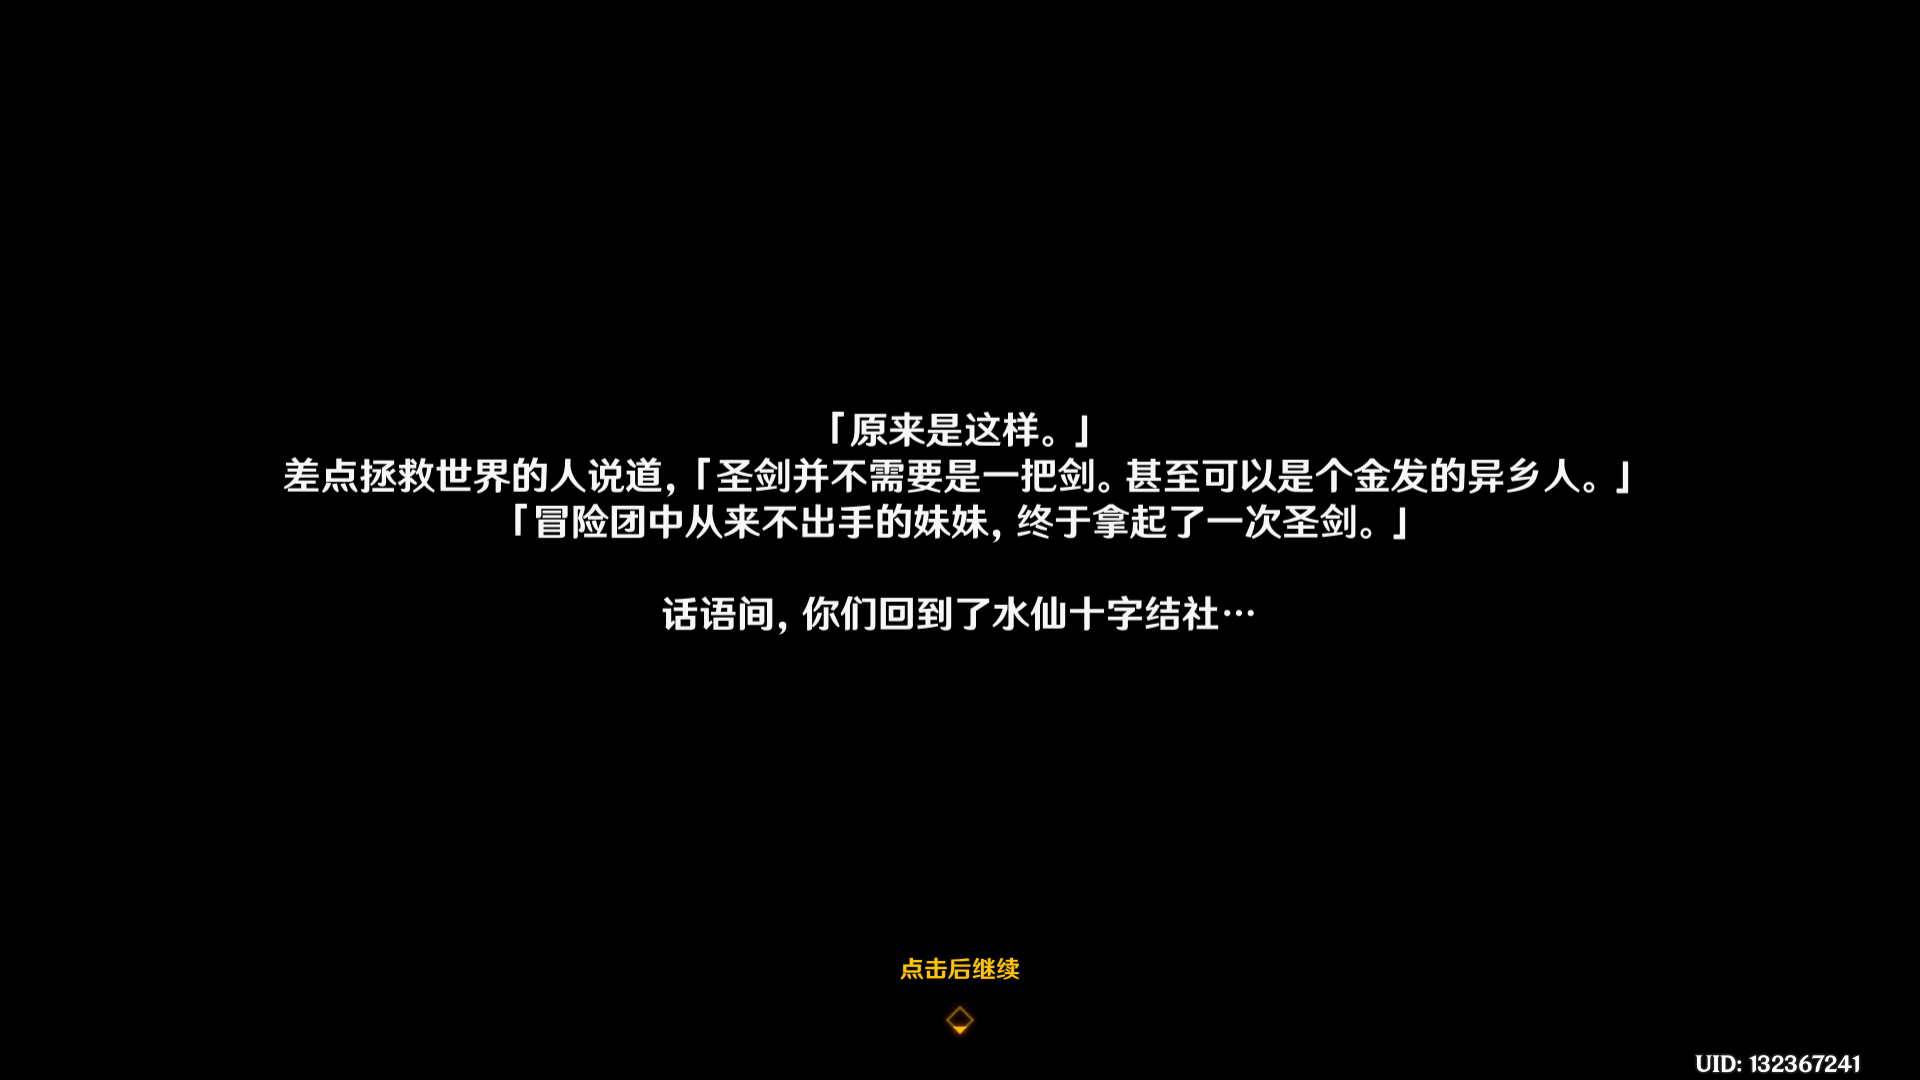 「原来是这样。」
差点拯救世界的人说道，「圣剑并不需要是一把剑。甚至可以是个金发的异乡人。」
「冒险团中从来不出手的妹妹，终于拿起了一次圣剑。」
话语间，你们回到了水仙十字结社…
点击后继续
UID: 132367241